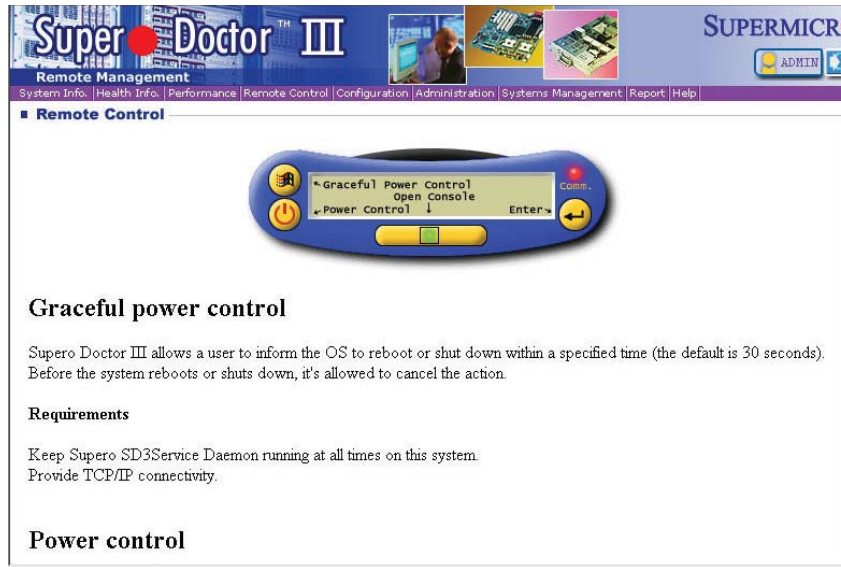 Super Doctor ™ III
SUPERMICR
Remote Management
ADMIN
System Info. | Health Info. | Performance | Remote Control | Configuration | Administration | Systems Management | Report | Help
Remote Control
Graceful Power Control
Open Console
Power Control ↓ Enter
Comm.
Graceful power control
Supero Doctor III allows a user to inform the OS to reboot or shut down within a specified time (the default is 30 seconds).
Before the system reboots or shuts down, it's allowed to cancel the action.
Requirements
Keep Supero SD3Service Daemon running at all times on this system.
Provide TCP/IP connectivity.
Power control